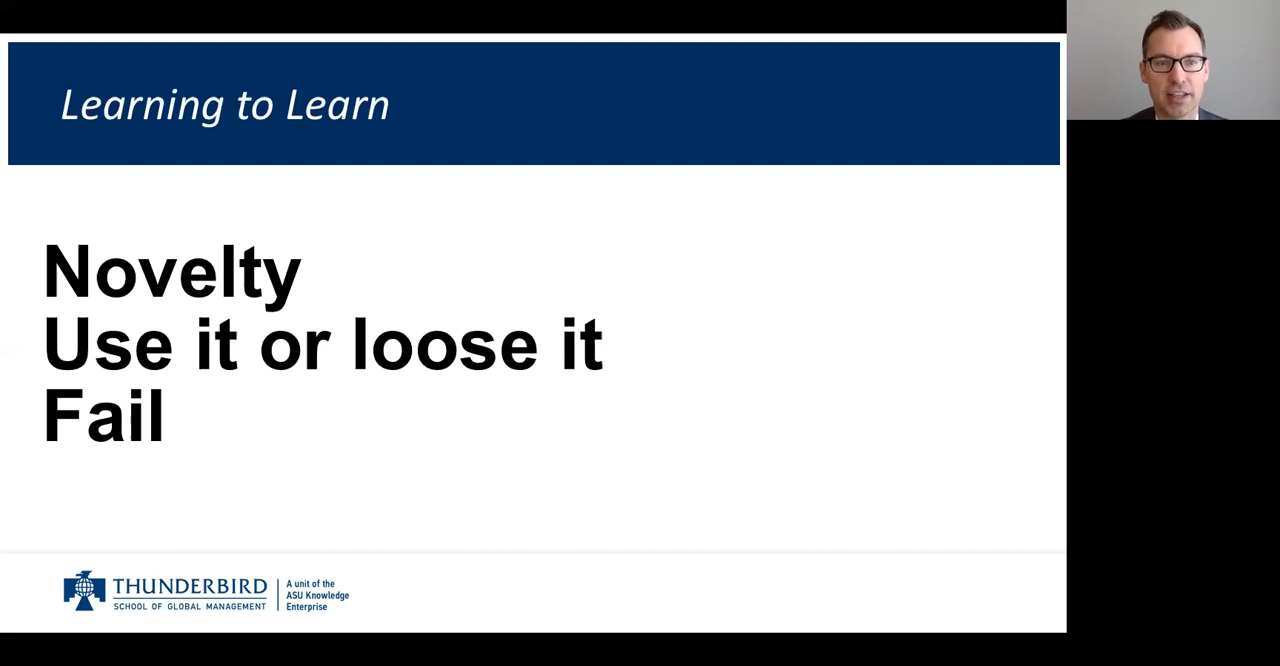 Learning to Learn
Novelty
Use it or loose it
Fail
THUNDERBIRD
SCHOOL OF GLOBAL MANAGEMENT
A unit of the
ASU Knowledge
Enterprise